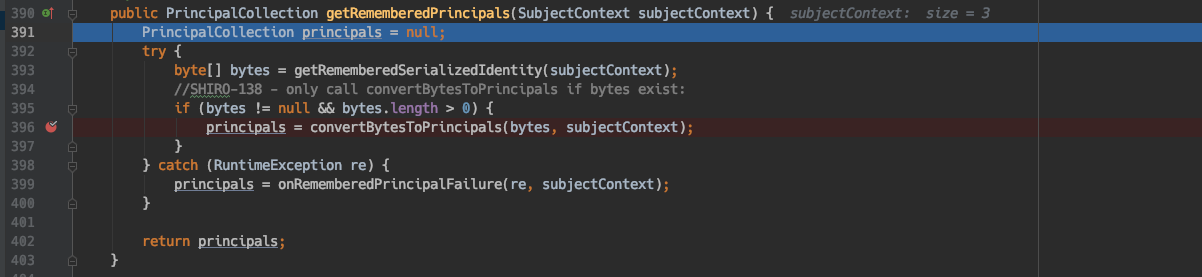 390 public PrincipalCollection getRememberedPrincipals(SubjectContext subjectContext) { subjectContext: size = 3
391 PrincipalCollection principals = null;
392 try {
393 byte[] bytes = getRememberedSerializedIdentity(subjectContext);
394 //SHIRO-138 - only call convertBytesToPrincipals if bytes exist:
395 if (bytes != null && bytes.length > 0) {
396 principals = convertBytesToPrincipals(bytes, subjectContext);
397 }
398 } catch (RuntimeException re) {
399 principals = onRememberedPrincipalFailure(re, subjectContext);
400 }
401
402 return principals;
403 }